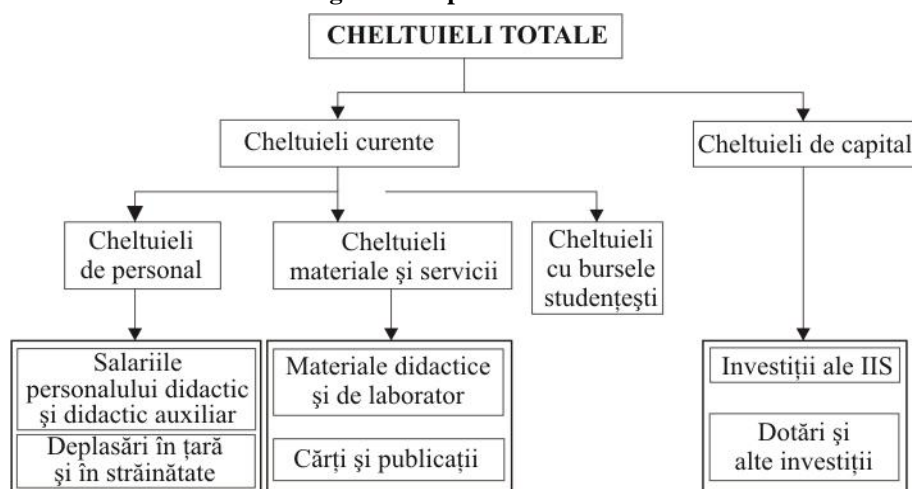 CHELTUIELI TOTALE
Cheltuieli curente
Cheltuieli de capital
Cheltuieli
de personal
Cheltuieli
materiale şi servicii
Cheltuieli
cu bursele
studenţeşti
Salariile
personalului didactic
şi didactic auxiliar
Deplasări în ţară
şi în străinătate
Materiale didactice
şi de laborator
Cărţi şi publicaţii
Investiţii ale IIS
Dotări şi
alte investiţii